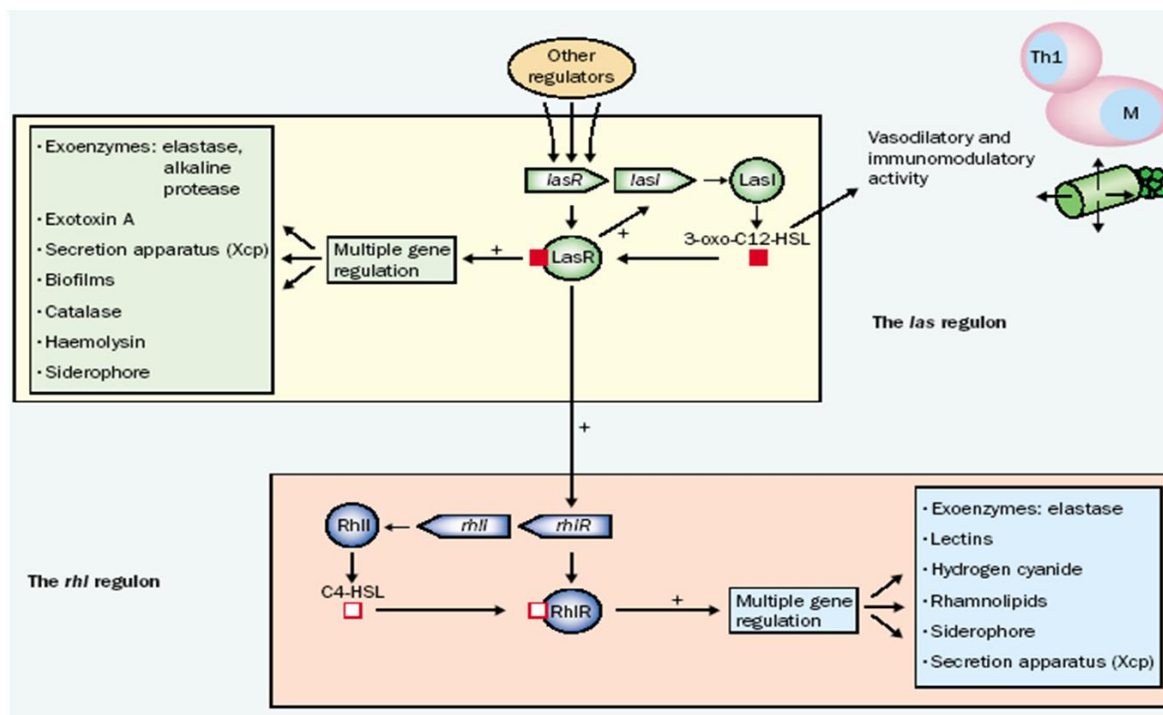 Other
regulators
Th1
M
Vasodilatory and
immunomodulatory
activity
· Exoenzymes: elastase,
alkaline
protease
· Exotoxin A
· Secretion apparatus (Xcp)
· Biofilms
· Catalase
· Haemolysin
· Siderophore
Multiple gene
regulation
+
lasR
lasI
LasI
+
3-oxo-C12-HSL
LasR
The las regulon
+
The rhl regulon
RhlI
rhlI
rhlR
C4-HSL
RhlR
+
Multiple gene
regulation
· Exoenzymes: elastase
· Lectins
· Hydrogen cyanide
· Rhamnolipids
· Siderophore
· Secretion apparatus (Xcp)